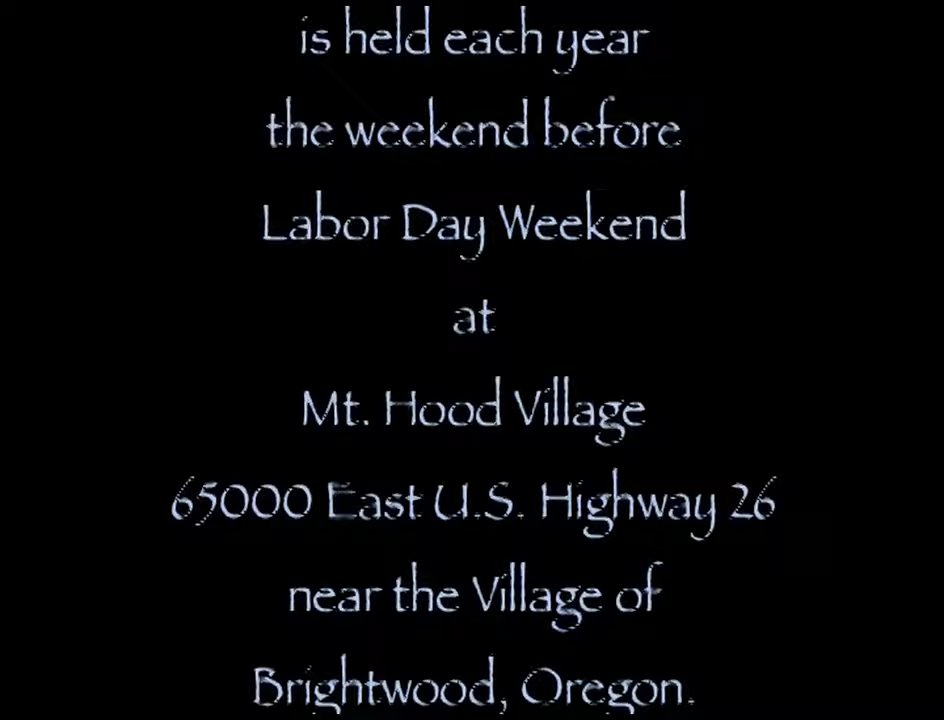 is held each year
the weekend before
Labor Day Weekend
at
Mt. Hood Village
65000 East U.S. Highway 26
near the Village of
Brightwood, Oregon.